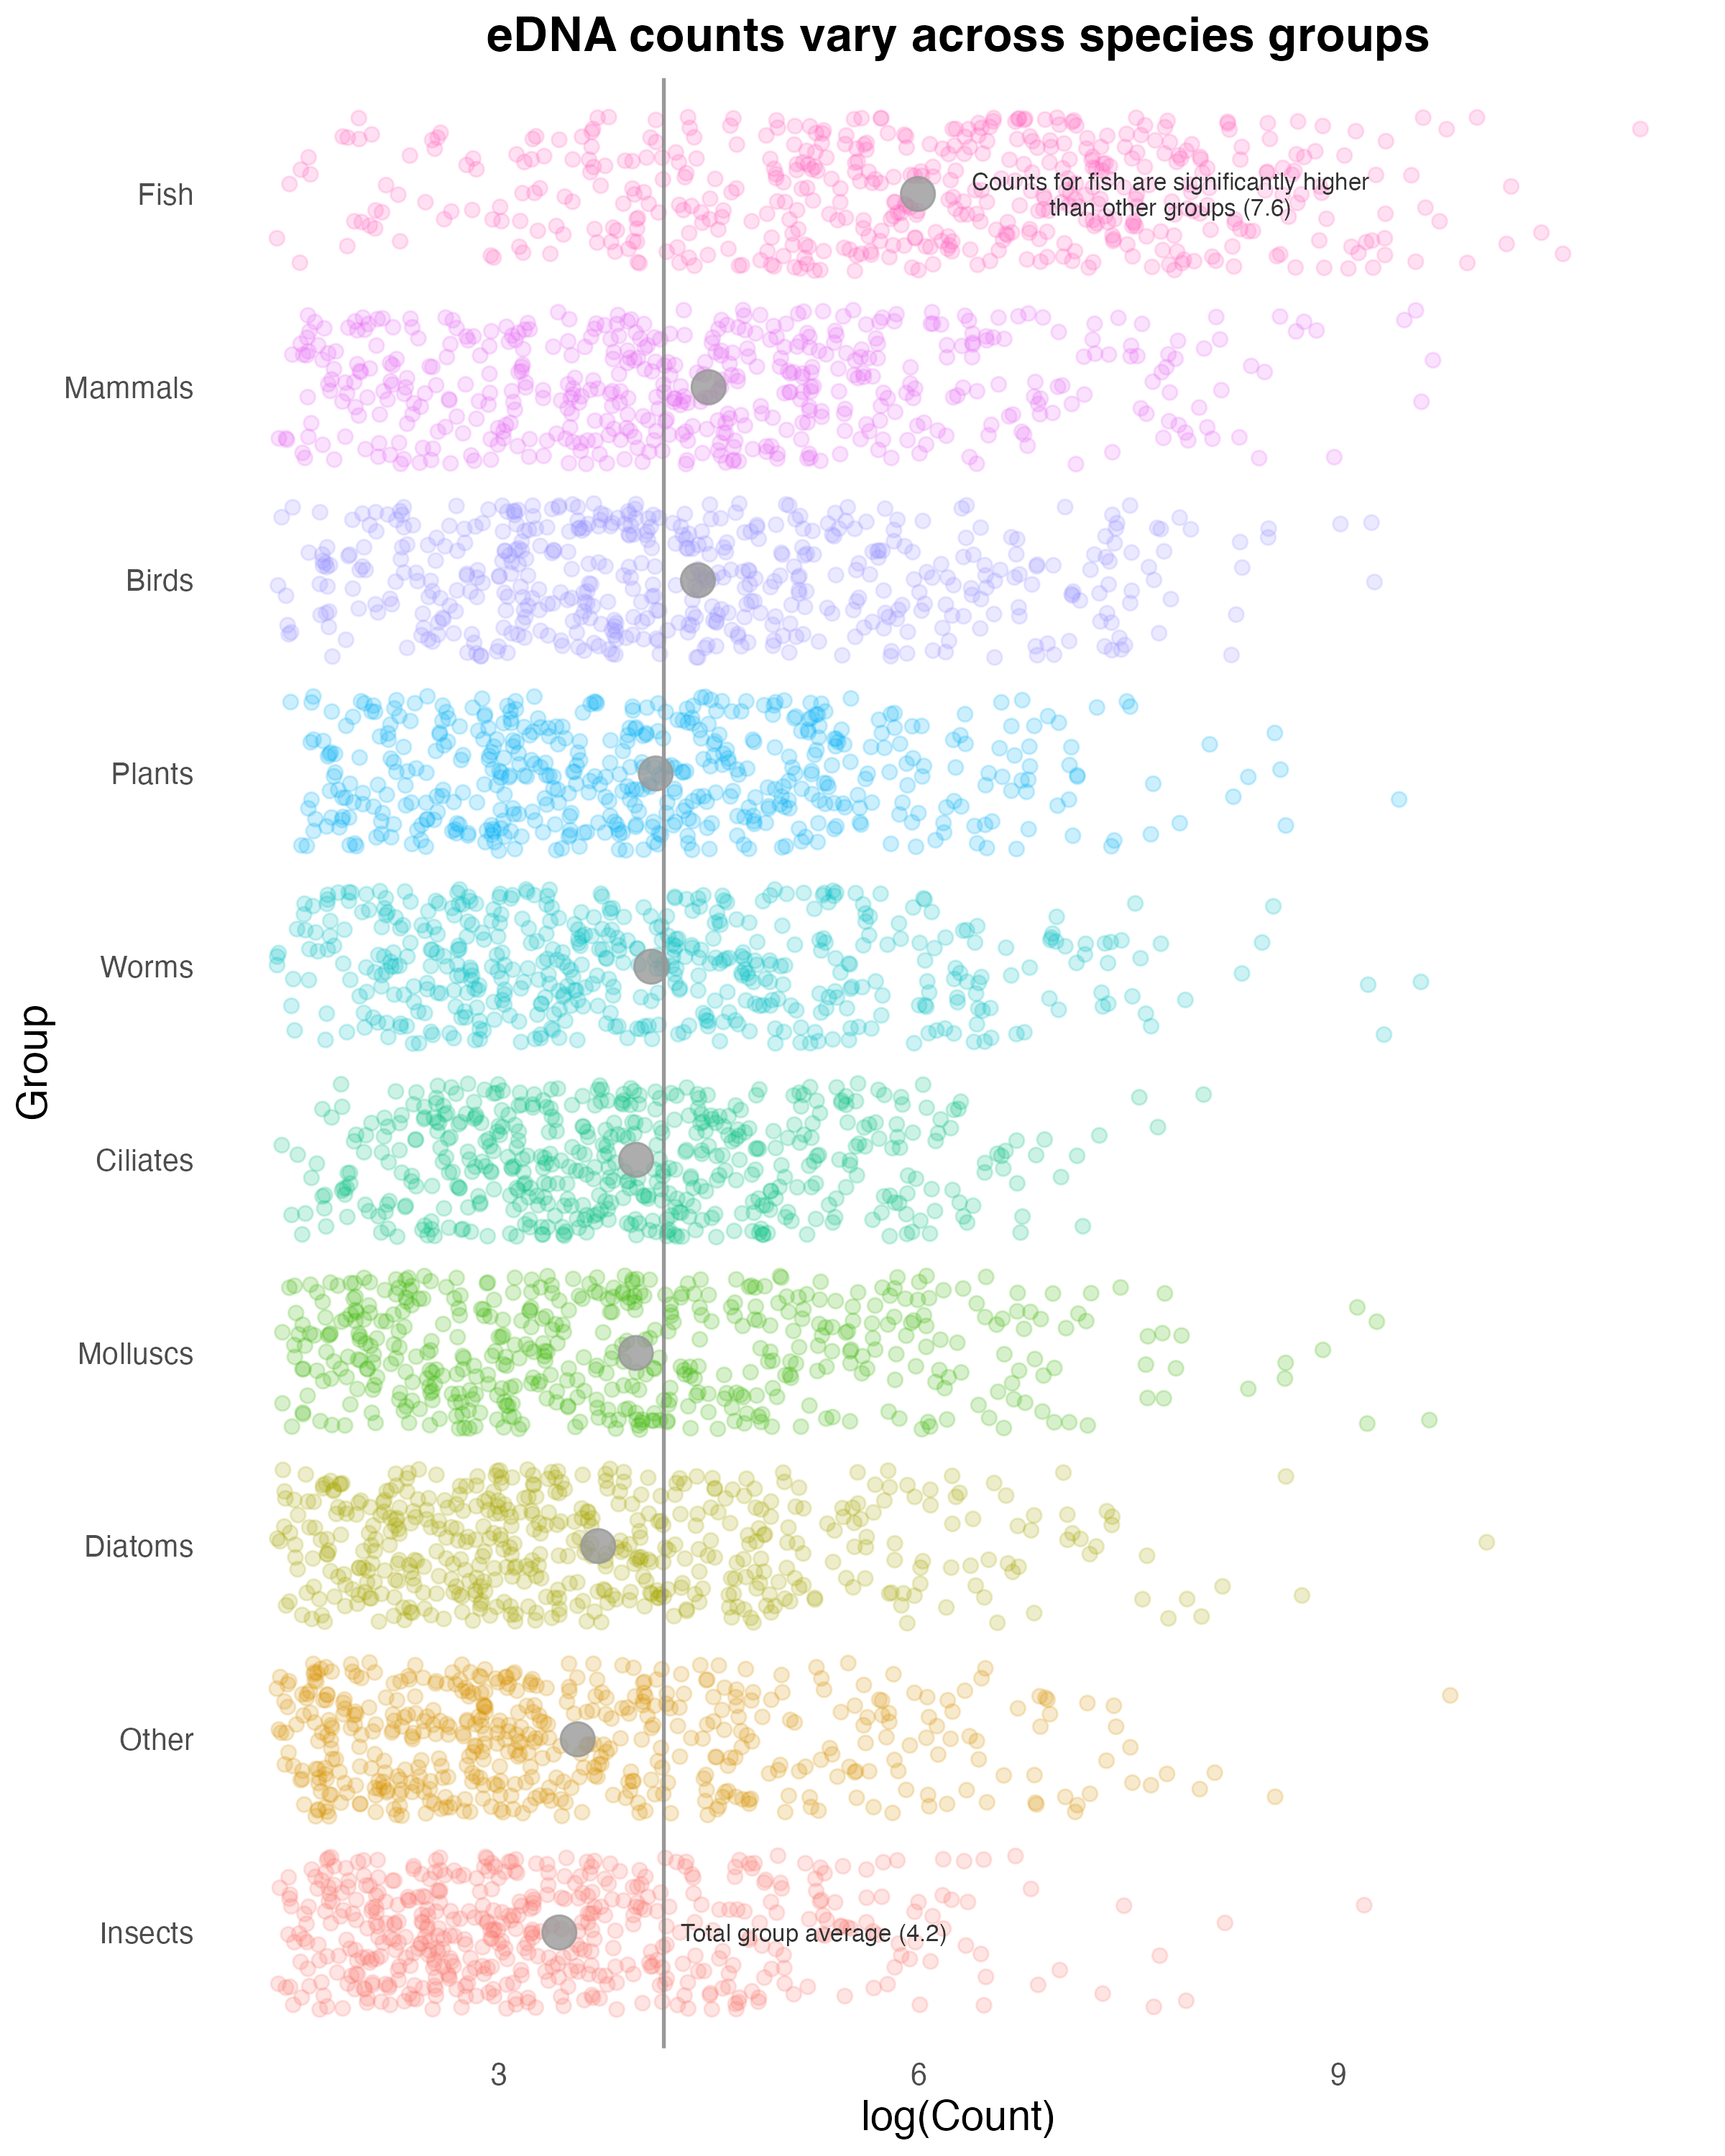 eDNA counts vary across species groups
Fish
Counts for fish are significantly higher
than other groups (7.6)
Mammals
Birds
Plants
Worms
Group
Ciliates
Molluscs
Diatoms
Other
Insects
Total group average (4.2)
3
6
9
log(Count)